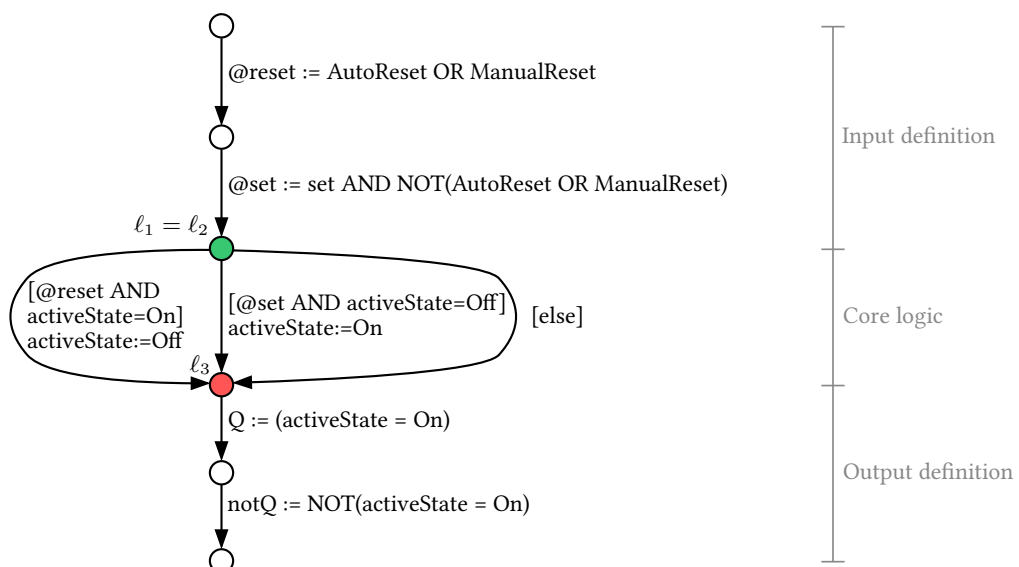 @reset := AutoReset OR ManualReset
Input definition
@set := set AND NOT(AutoReset OR ManualReset)
ℓ1 = ℓ2
[@reset AND
activeState=On]
activeState:=Off
[@set AND activeState=Off]
activeState:=On
[else]
Core logic
ℓ3
Q := (activeState = On)
Output definition
notQ := NOT(activeState = On)